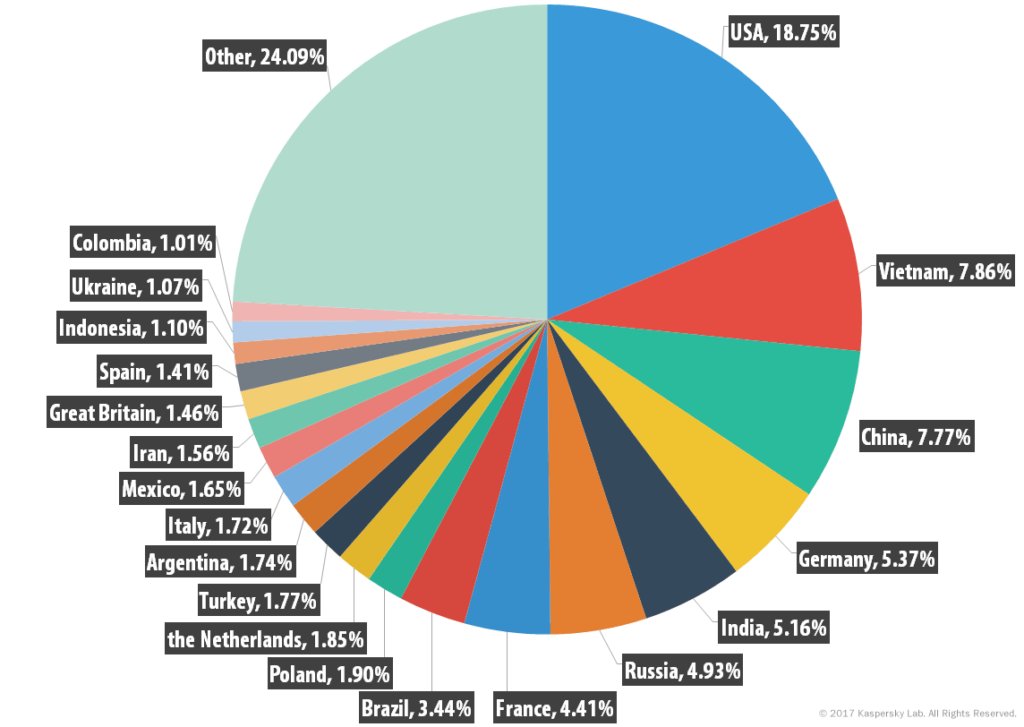 USA, 18.75%
Other, 24.09%
Colombia, 1.01%
Vietnam, 7.86%
Ukraine, 1.07%
Indonesia, 1.10%
Spain, 1.41%
Great Britain, 1.46%
China, 7.77%
Iran, 1.56%
Mexico, 1.65%
Italy, 1.72%
Argentina, 1.74%
Germany, 5.37%
Turkey, 1.77%
India, 5.16%
the Netherlands, 1.85%
Poland, 1.90%
Russia, 4.93%
Brazil, 3.44%
France, 4.41%
© 2017 Kaspersky Lab. All Rights Reserved.